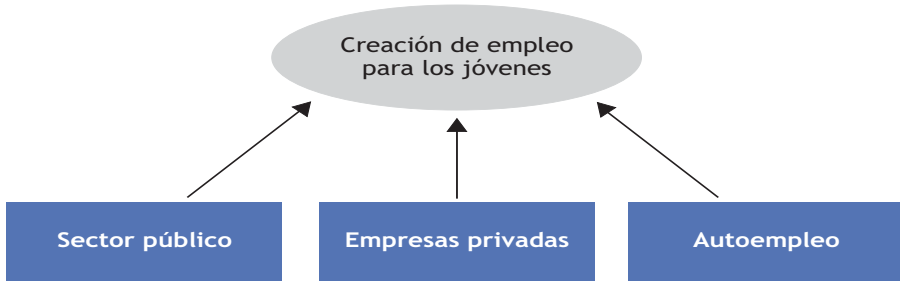 Creación de empleo
para los jóvenes
Sector público
Empresas privadas
Autoempleo